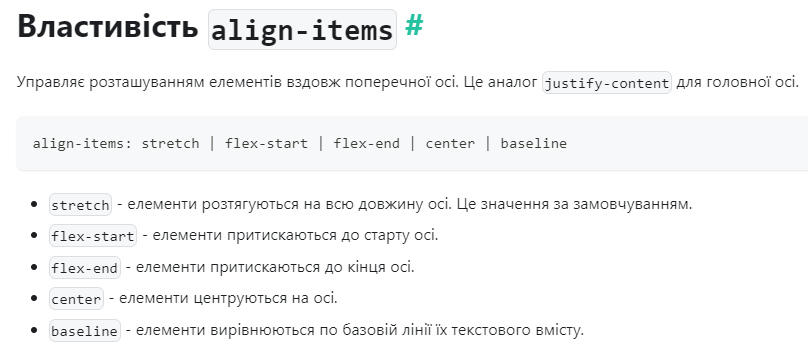 Властивість align-items #
Управляє розташуванням елементів вздовж поперечної осі. Це аналог justify-content для головної осі.
align-items: stretch | flex-start | flex-end | center | baseline
• stretch - елементи розтягуються на всю довжину осі. Це значення за замовчуванням.
• flex-start - елементи притискаються до старту осі.
• flex-end - елементи притискаються до кінця осі.
• center - елементи центруються на осі.
• baseline - елементи вирівнюються по базовій лінії їх текстового вмісту.